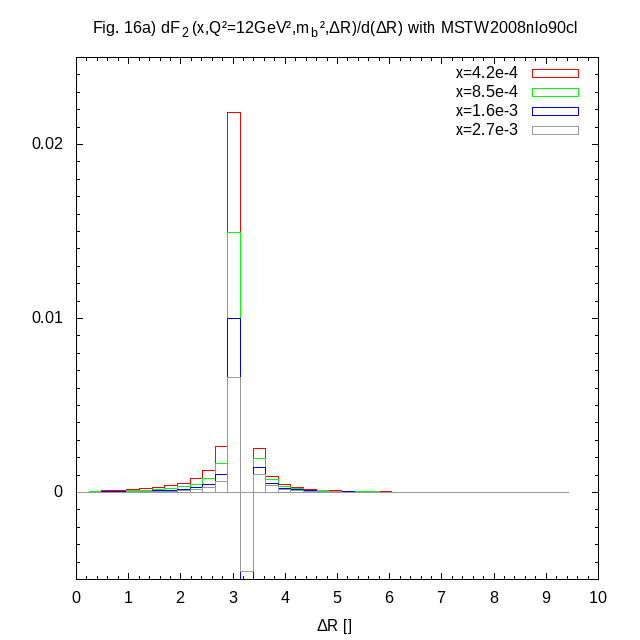 Fig. 16a) dF₂(x,Q²=12GeV²,m_b²,ΔR)/d(ΔR) with MSTW2008nlo90cl
x=4.2e-4
x=8.5e-4
x=1.6e-3
x=2.7e-3
0.02
0.01
0
0 1 2 3 4 5 6 7 8 9 10
ΔR []